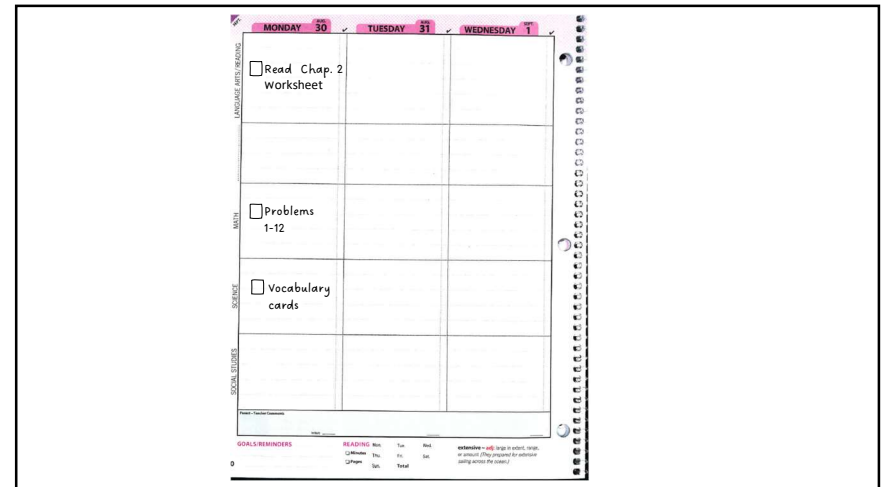 MONDAY AUG. 30 TUESDAY AUG. 31 WEDNESDAY SEPT. 1
LANGUAGE ARTS/READING
Read Chap. 2
Worksheet
MATH
Problems
1-12
SCIENCE
Vocabulary
cards
SOCIAL STUDIES
Parent – Teacher Comments
GOALS/REMINDERS
READING Mon. Tue. Wed.
Minutes Thu. Fri. Sat.
Pages Sun. Total
extensive – adj: large in extent, range,
or amount. [They prepared for extensive
sailing across the ocean.]